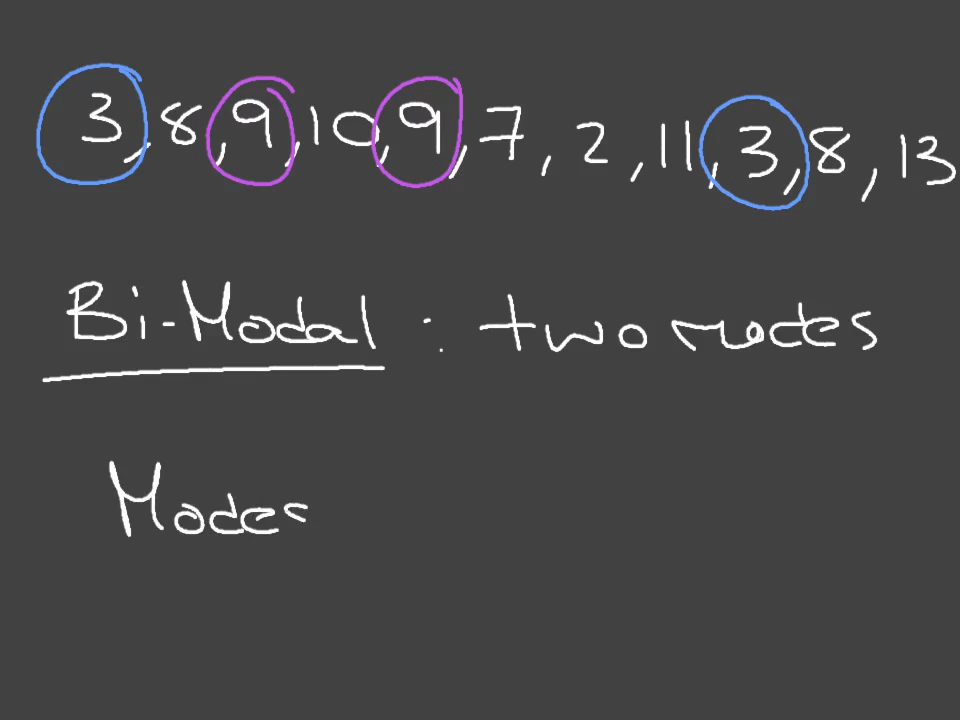 3, 8, 9, 10, 9, 7, 2, 11, 3, 8, 13
Bi-Modal : two modes
Modes